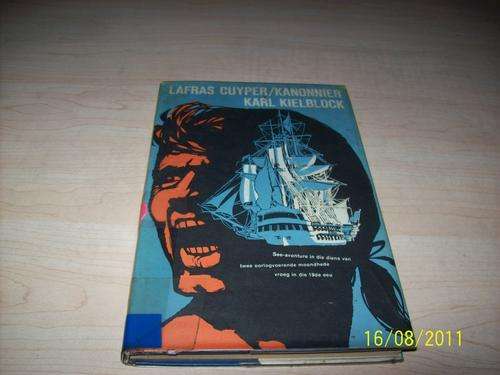 LAFRAS CUYPER/KANONNIER
KARL KIELBLOCK
See-avonture in die diens van
twee oorlogvoerende moondhede
vroeg in die 19de eeu
16/08/2011